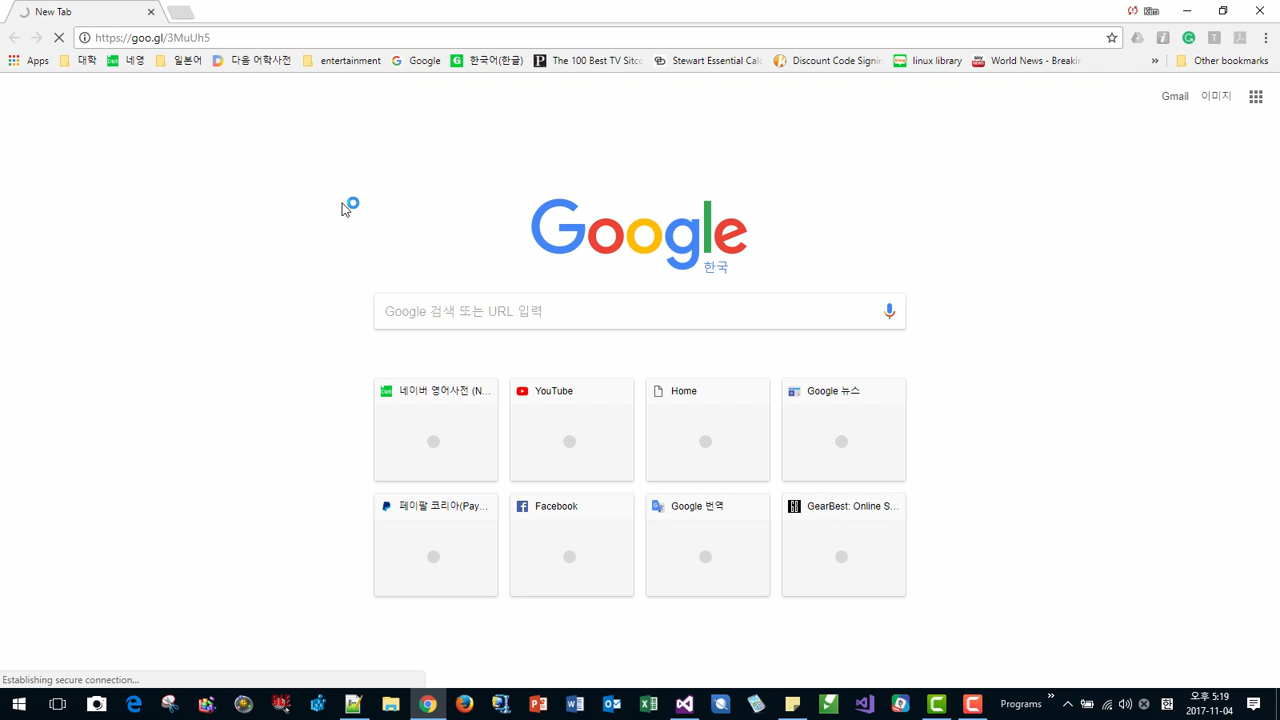 New Tab
https://goo.gl/3MuUh5
Apps 대학 네영 일본어 다음 어학사전 entertainment Google 한국어(한글) The 100 Best TV Sitc Stewart Essential Calc Discount Code Signin linux library World News - Breakin » Other bookmarks
Gmail 이미지
Google
한국
Google 검색 또는 URL 입력
네이버 영어사전 (N... YouTube Home Google 뉴스
페이팔 코리아(Pay... Facebook Google 번역 GearBest: Online S...
Establishing secure connection...
Programs » 오후 5:19
2017-11-04